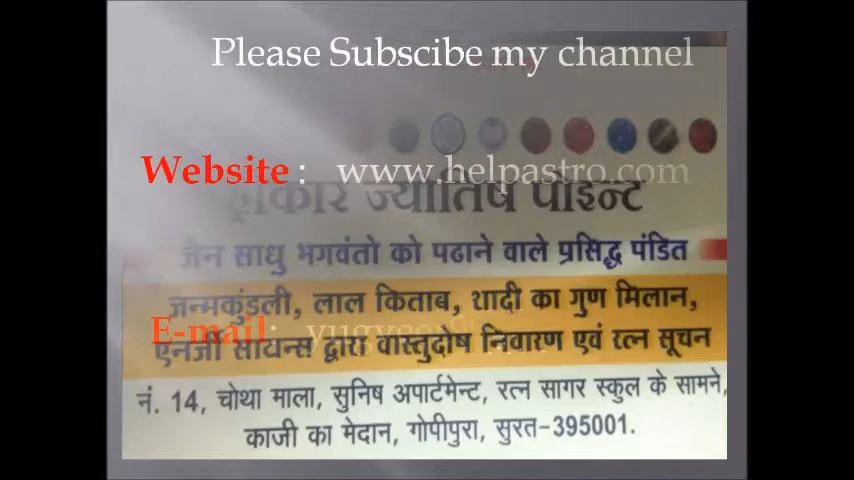 Please Subscibe my channel
Website : www.helpastro.com
ज्योतिष पोइन्ट
जैन साधु भगवंतो को पढाने वाले प्रसिद्ध पंडित
जन्मकुंडली, लाल किताब, शादी का गुण मिलान,
E-mail:
एनर्जी सायन्स द्वारा वास्तुदोष निवारण एवं रत्न सूचन
नं. 14, चोथा माला, सुनिष अपार्टमेन्ट, रत्न सागर स्कुल के सामने,
काजी का मेदान, गोपीपुरा, सुरत-395001.